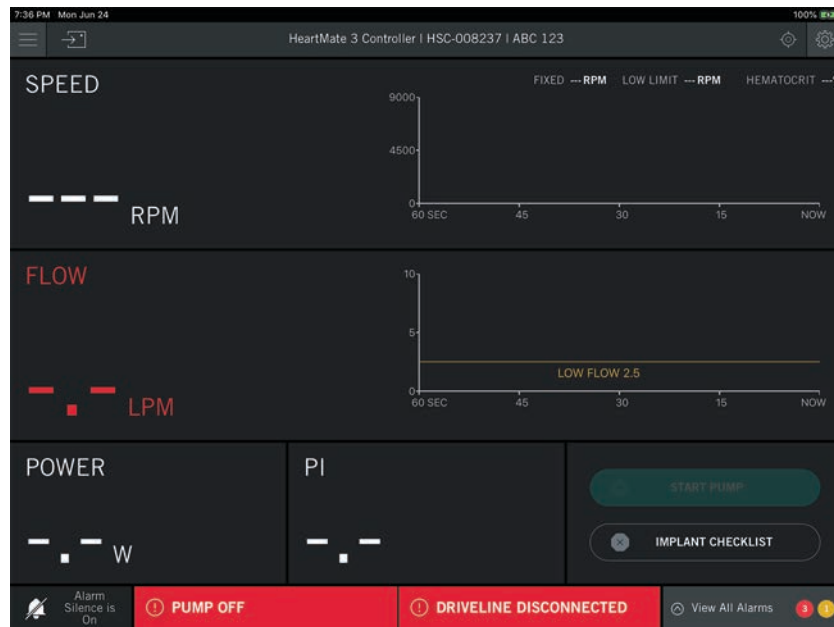 7:36 PM Mon Jun 24
100%
HeartMate 3 Controller | HSC-008237 | ABC 123
SPEED
FIXED --- RPM LOW LIMIT --- RPM HEMATOCRIT ---
9000
4500
0
60 SEC 45 30 15 NOW
--- RPM
FLOW
10
5
LOW FLOW 2.5
0
60 SEC 45 30 15 NOW
-.- LPM
POWER
-.- W
PI
-.-
START PUMP
IMPLANT CHECKLIST
Alarm
Silence is
On
PUMP OFF
DRIVELINE DISCONNECTED
View All Alarms 3 1